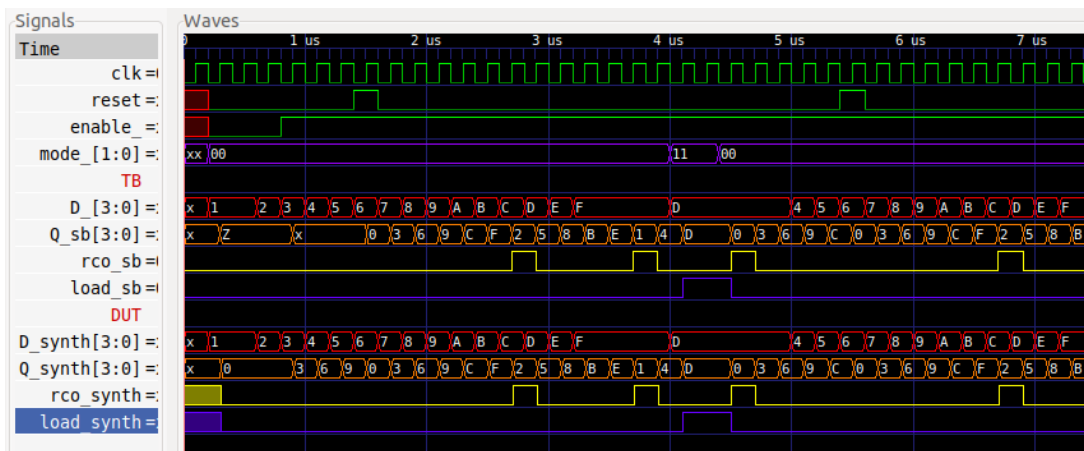 Signals
Waves
Time
0 1 us 2 us 3 us 4 us 5 us 6 us 7 us
clk =
reset =
enable_ =
mode_[1:0] =
xx 00 11 00
TB
D_[3:0] =
x 1 2 3 4 5 6 7 8 9 A B C D E F D 4 5 6 7 8 9 A B C D E F
Q_sb[3:0] =
x Z x 0 3 6 9 C F 2 5 8 B E 1 4 D 0 3 6 9 C 0 3 6 9 C F 2 5 8 B
rco_sb =
load_sb =
DUT
D_synth[3:0] =
x 1 2 3 4 5 6 7 8 9 A B C D E F D 4 5 6 7 8 9 A B C D E F
Q_synth[3:0] =
x 0 3 6 9 0 3 6 9 C F 2 5 8 B E 1 4 D 0 3 6 9 C 0 3 6 9 C F 2 5 8 B
rco_synth =
load_synth =